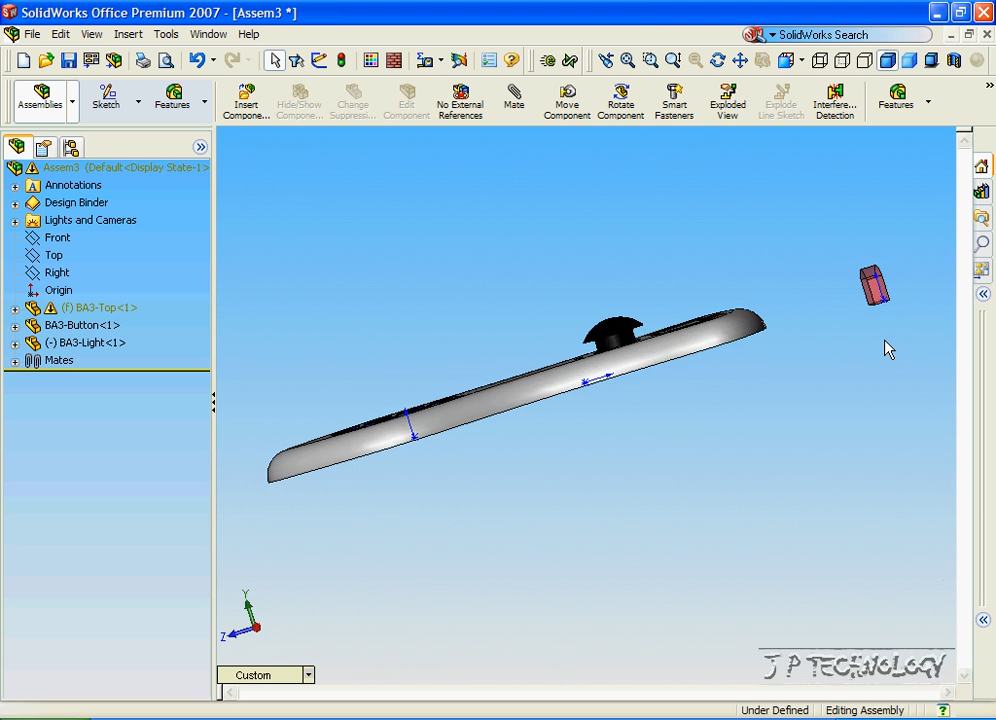 SolidWorks Office Premium 2007 - [Assem3 *]
File Edit View Insert Tools Window Help
SolidWorks Search
Assemblies Sketch Features
Insert Compone... Hide/Show Compone... Change Suppressi... Edit Component No External References Mate Move Component Rotate Component Smart Fasteners Exploded View Explode Line Sketch Interfere... Detection Features
Assem3 (Default<Display State-1>
Annotations
Design Binder
Lights and Cameras
Front
Top
Right
Origin
(f) BA3-Top<1>
BA3-Button<1>
(-) BA3-Light<1>
Mates
Y
Z
Custom
J P TECHNOLOGY
Under Defined Editing Assembly